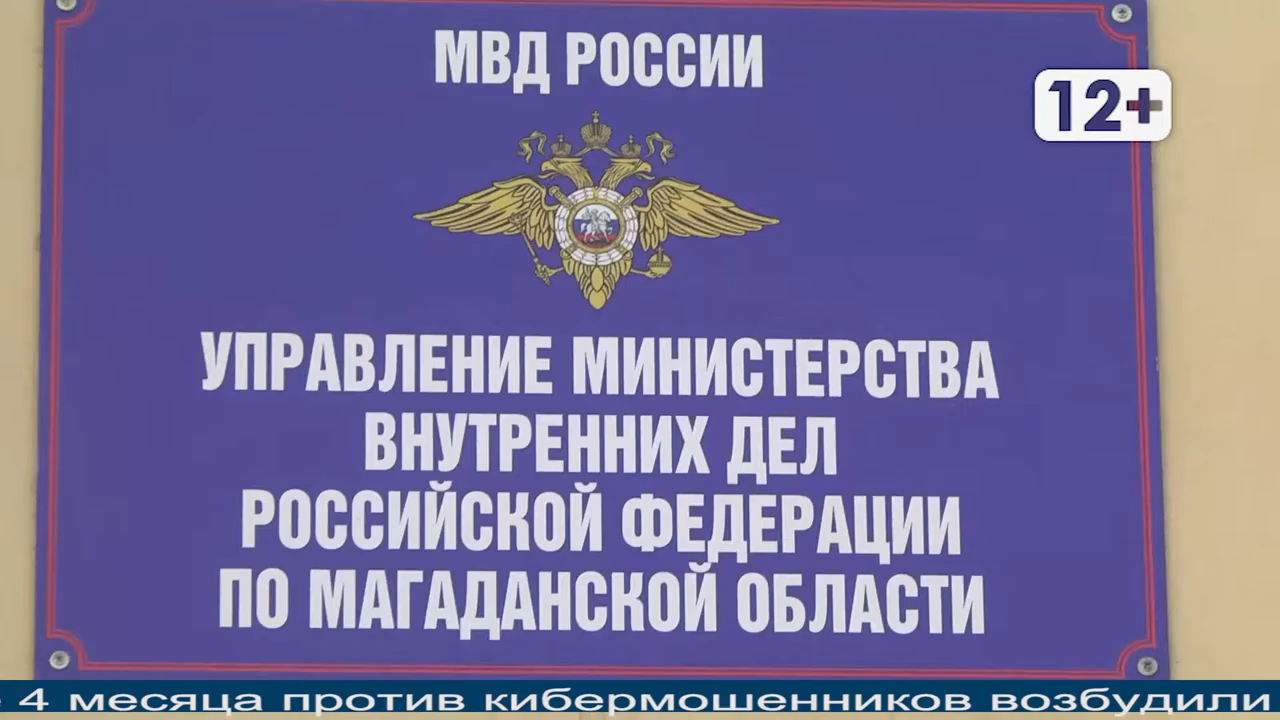 МВД РОССИИ
12+
УПРАВЛЕНИЕ МИНИСТЕРСТВА
ВНУТРЕННИХ ДЕЛ
РОССИЙСКОЙ ФЕДЕРАЦИИ
ПО МАГАДАНСКОЙ ОБЛАСТИ
4 месяца против кибермошенников возбудили